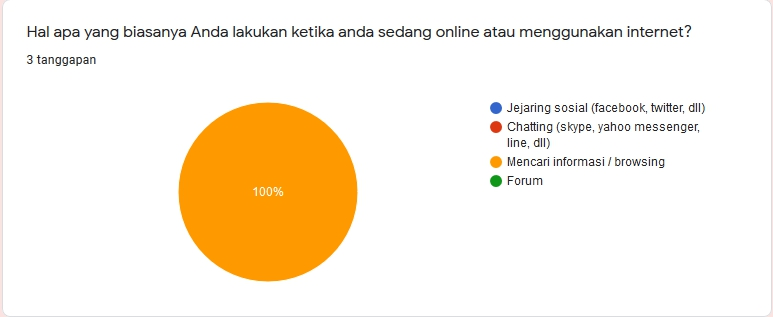 Hal apa yang biasanya Anda lakukan ketika anda sedang online atau menggunakan internet?
3 tanggapan
100%
Jejaring sosial (facebook, twitter, dll)
Chatting (skype, yahoo messenger,
line, dll)
Mencari informasi / browsing
Forum